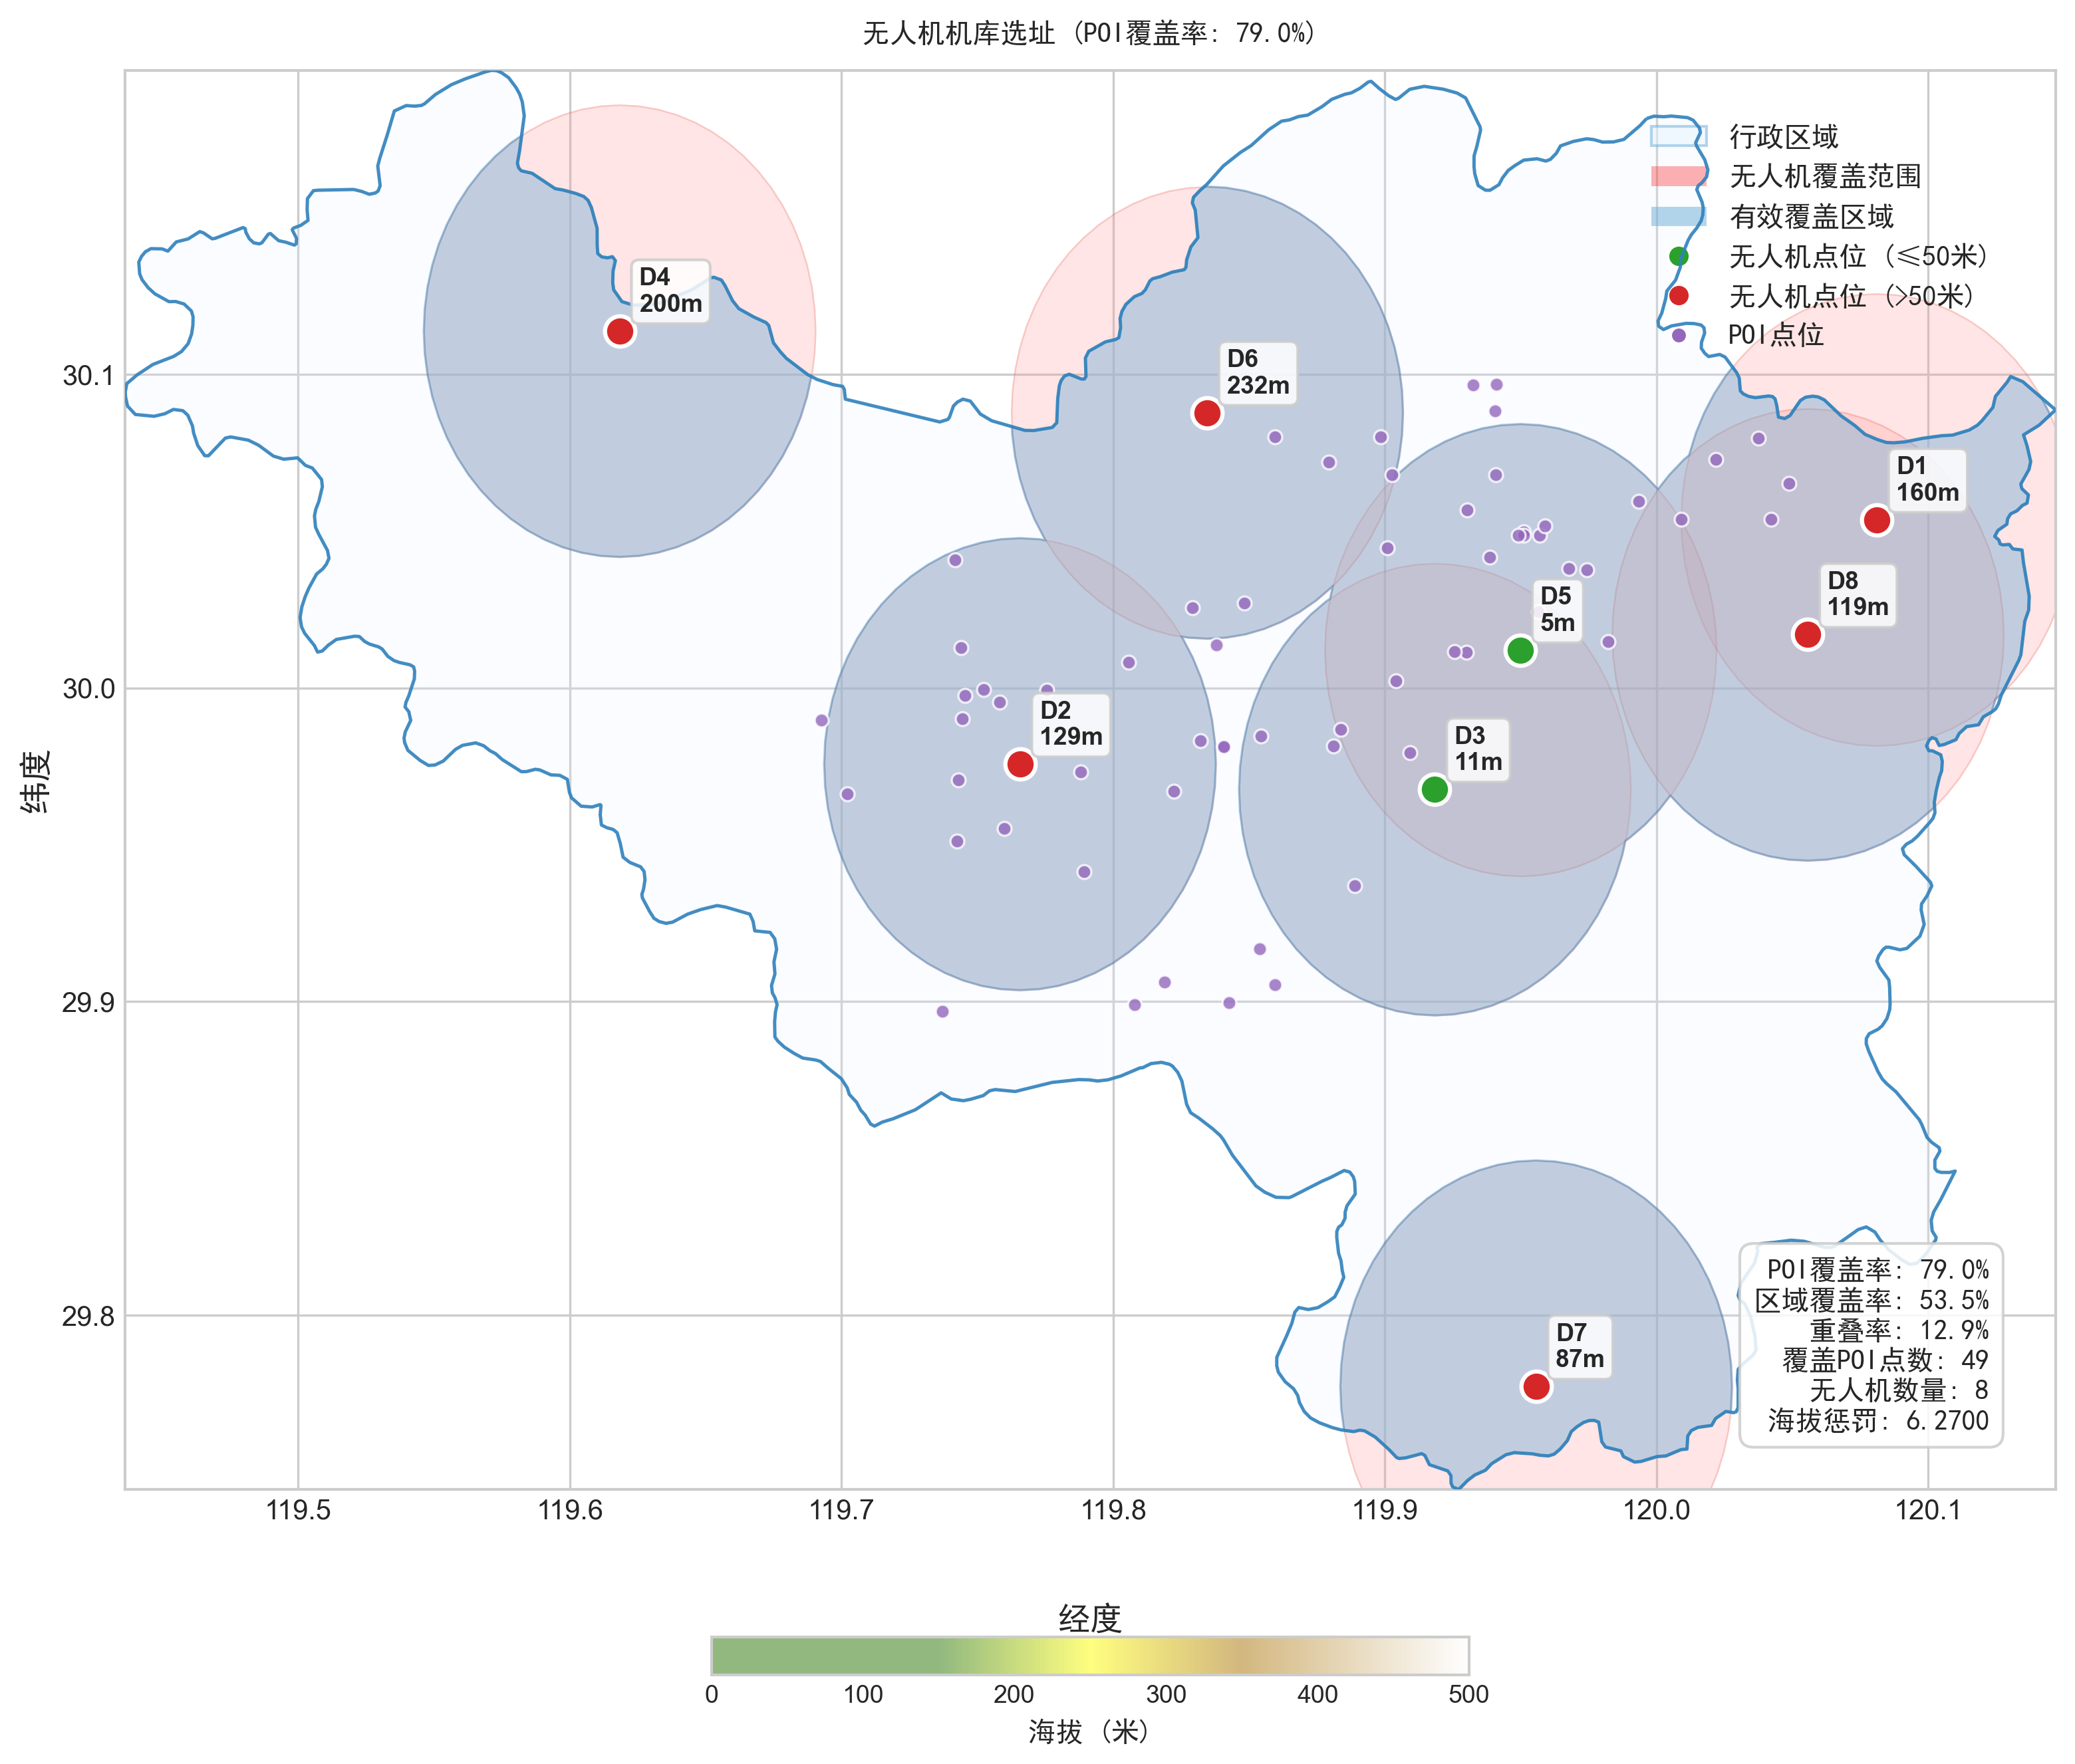 无人机机库选址 (POI覆盖率: 79.0%)
行政区域
无人机覆盖范围
有效覆盖区域
无人机点位 (≤50米)
无人机点位 (>50米)
POI点位
D4
200m
D6
232m
D1
160m
D8
119m
D5
5m
D2
129m
D3
11m
D7
87m
30.1
30.0
29.9
29.8
纬度
POI覆盖率: 79.0%
区域覆盖率: 53.5%
重叠率: 12.9%
覆盖POI点数: 49
无人机数量: 8
海拔惩罚: 6.2700
119.5
119.6
119.7
119.8
119.9
120.0
120.1
经度
0
100
200
300
400
500
海拔 (米)